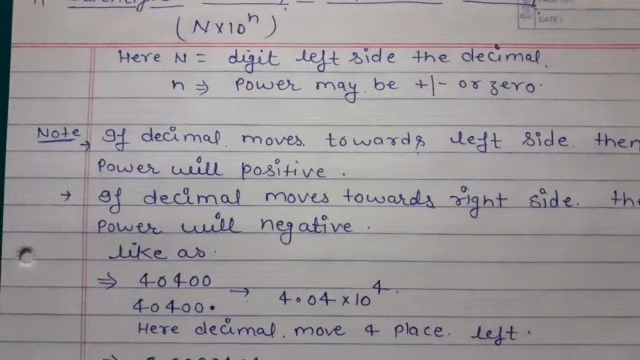 (N×10ⁿ)
DATE:
Here N = digit left side the decimal.
n ⇒ Power may be +/- or zero.
Note → If decimal moves towards left side then
Power will positive.
→ If decimal moves towards right side. the
Power will negative.
like as.
⇒ 40400
40400. → 4.04×10⁴.
Here decimal move 4 place left.